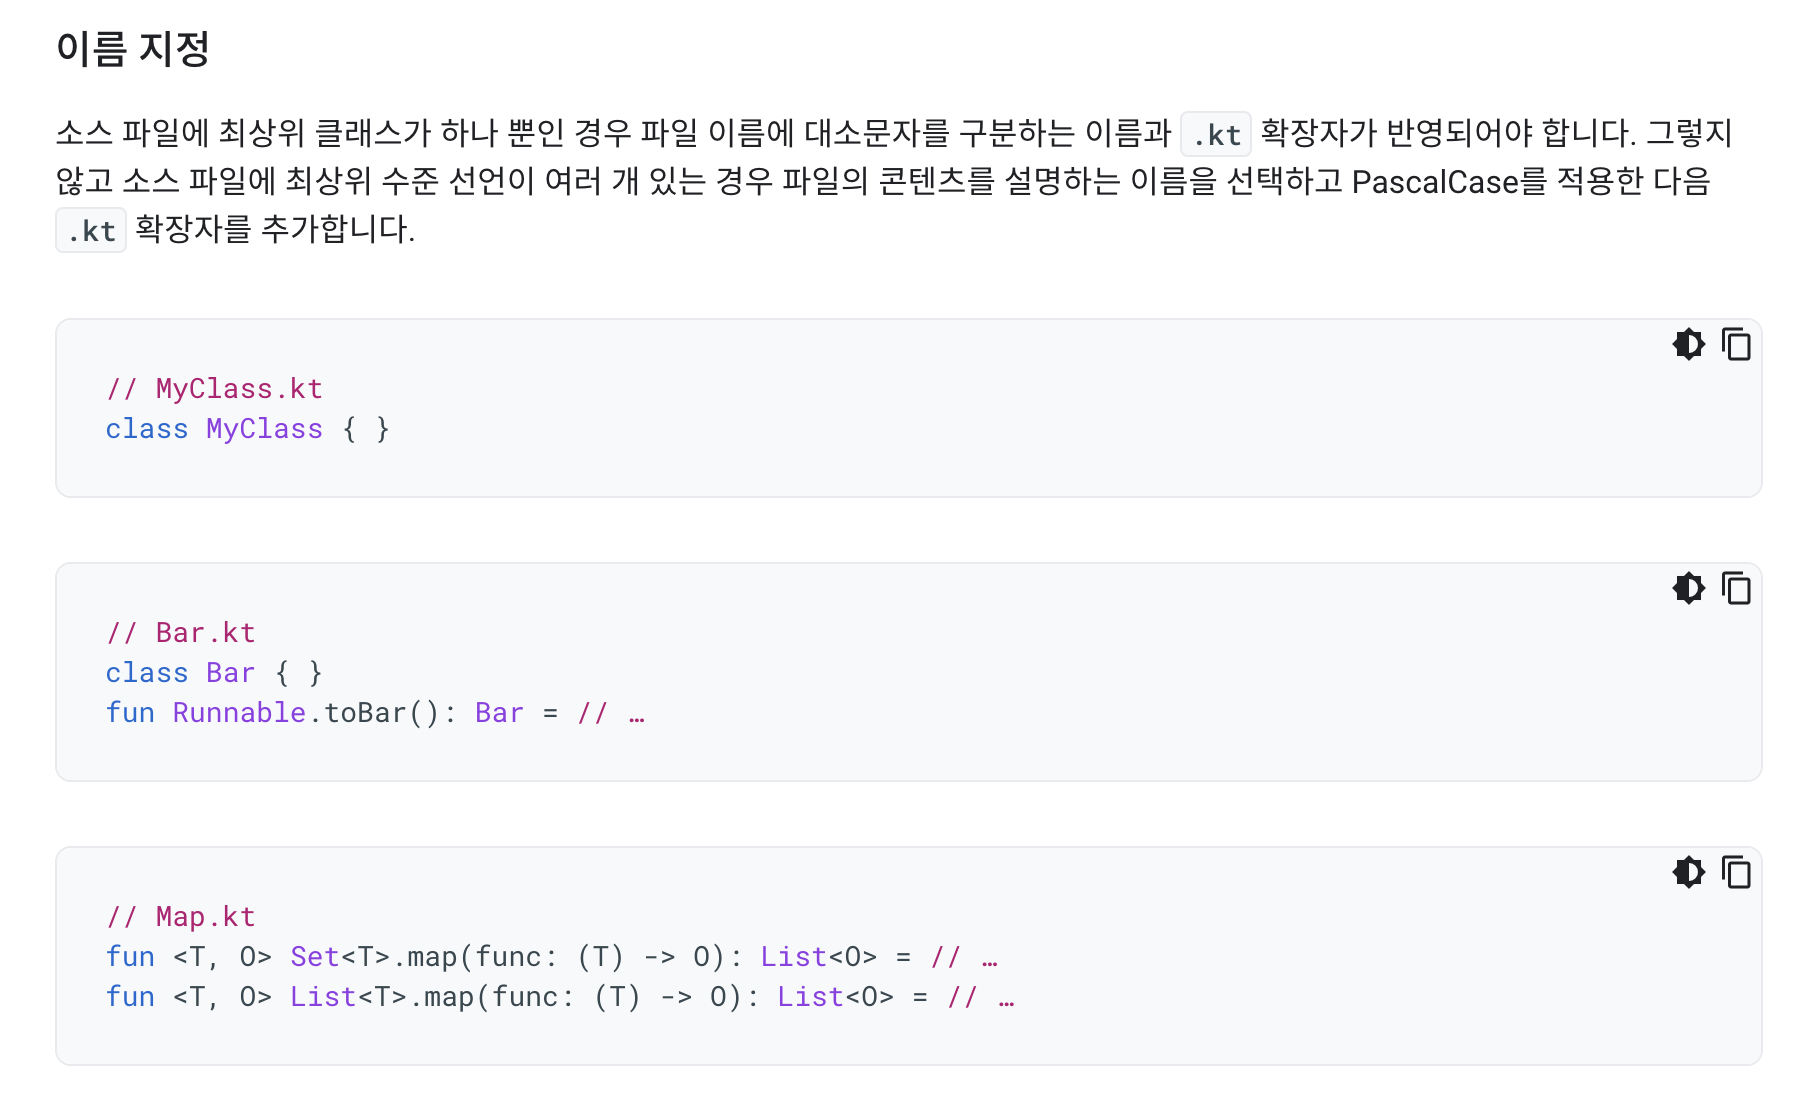 이름 지정
소스 파일에 최상위 클래스가 하나 뿐인 경우 파일 이름에 대소문자를 구분하는 이름과 .kt 확장자가 반영되어야 합니다. 그렇지
않고 소스 파일에 최상위 수준 선언이 여러 개 있는 경우 파일의 콘텐츠를 설명하는 이름을 선택하고 PascalCase를 적용한 다음
.kt 확장자를 추가합니다.
// MyClass.kt
class MyClass { }
// Bar.kt
class Bar { }
fun Runnable.toBar(): Bar = // …
// Map.kt
fun <T, O> Set<T>.map(func: (T) -> O): List<O> = // …
fun <T, O> List<T>.map(func: (T) -> O): List<O> = // …